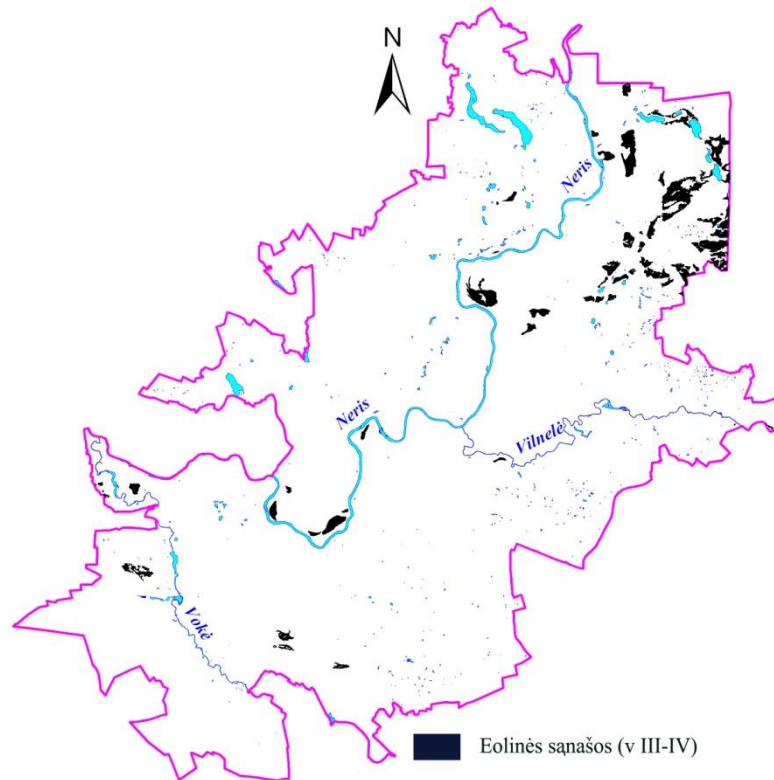 N
Neris
Neris
Vilnelė
Vokė
Eolinės sąnašos (v III-IV)